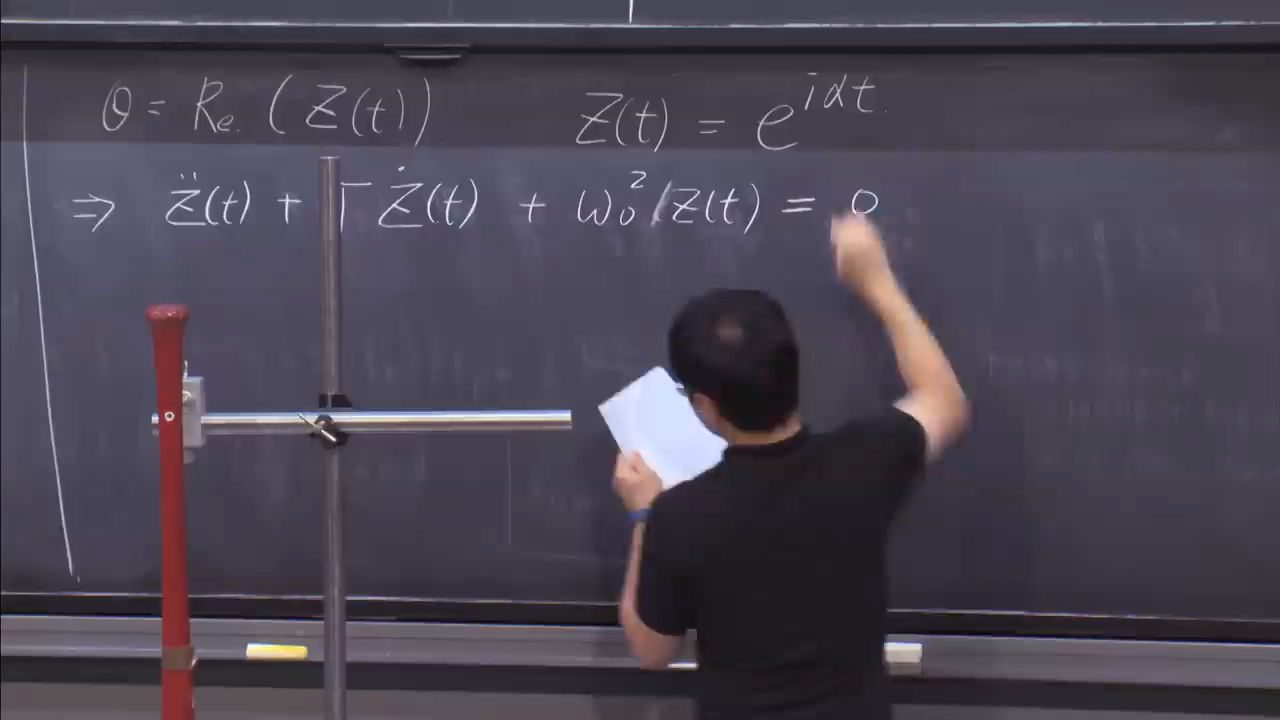 θ = Re. ( Z(t) ) Z(t) = e^{iαt}
⇒ Z̈(t) + Γ Ż(t) + ω₀² Z(t) = 0